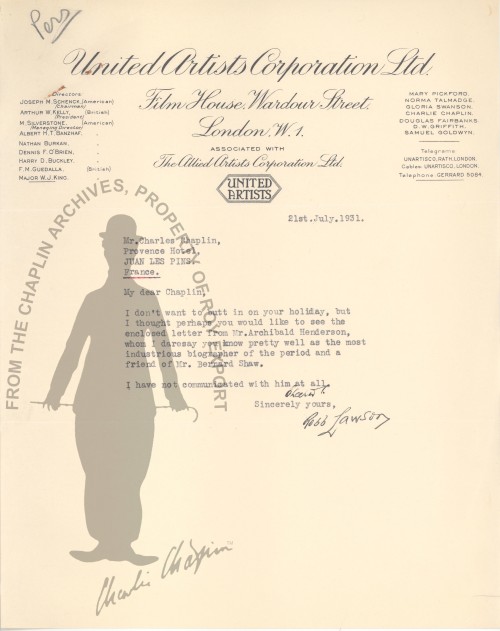 Pers
United Artists Corporation, Ltd.
Film House, Wardour Street,
London, W.1.
ASSOCIATED WITH
The Allied Artists Corporation Ltd.
UNITED
ARTISTS
Directors
JOSEPH M. SCHENCK, (American)
(Chairman)
ARTHUR W. KELLY, (British)
(President)
M. SILVERSTONE, (American)
(Managing Director)
ALBERT H. T. BANZHAF, "
NATHAN BURKAN, "
DENNIS F. O'BRIEN, "
HARRY D. BUCKLEY, "
F. M. GUEDALLA, (British)
MAJOR W. J. KING, "
MARY PICKFORD,
NORMA TALMADGE,
GLORIA SWANSON,
CHARLIE CHAPLIN,
DOUGLAS FAIRBANKS,
D. W. GRIFFITH,
SAMUEL GOLDWYN.
Telegrams
UNARTISCO, RATH, LONDON.
Cables UNARTISCO, LONDON.
Telephone GERRARD 5084.
21st.July,1931.
Mr.Charles Chaplin,
Provence Hotel,
JUAN LES PINS.
France.
My dear Chaplin,
I don't want to butt in on your holiday, but
I thought perhaps you would like to see the
enclosed letter from Mr.Archibald Henderson,
whom I daresay you know pretty well as the most
industrious biographer of the period and a
friend of Mr. Bernard Shaw.
I have not communicated with him at all.
Sincerely yours,
Robb Lawson
FROM THE CHAPLIN ARCHIVES, PROPERTY OF ROY EXPORT
Charlie Chaplin™